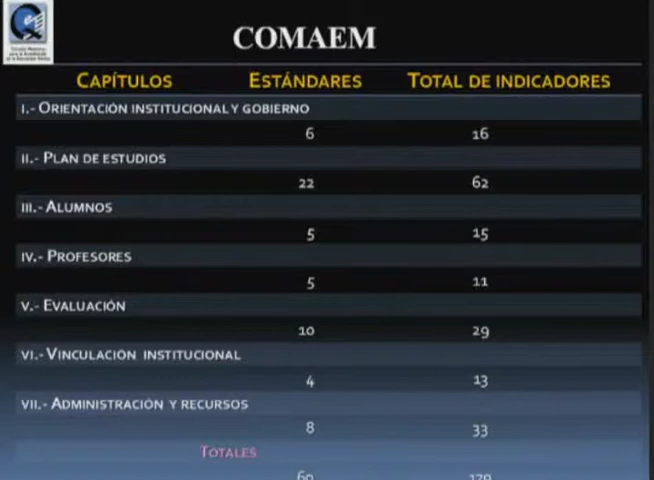 COMAEM
CAPÍTULOS ESTÁNDARES TOTAL DE INDICADORES
I.- ORIENTACIÓN INSTITUCIONAL Y GOBIERNO
6 16
II.- PLAN DE ESTUDIOS
22 62
III.- ALUMNOS
5 15
IV.- PROFESORES
5 11
V.- EVALUACIÓN
10 29
VI.- VINCULACIÓN INSTITUCIONAL
4 13
VII.- ADMINISTRACIÓN Y RECURSOS
8 33
TOTALES
60 179